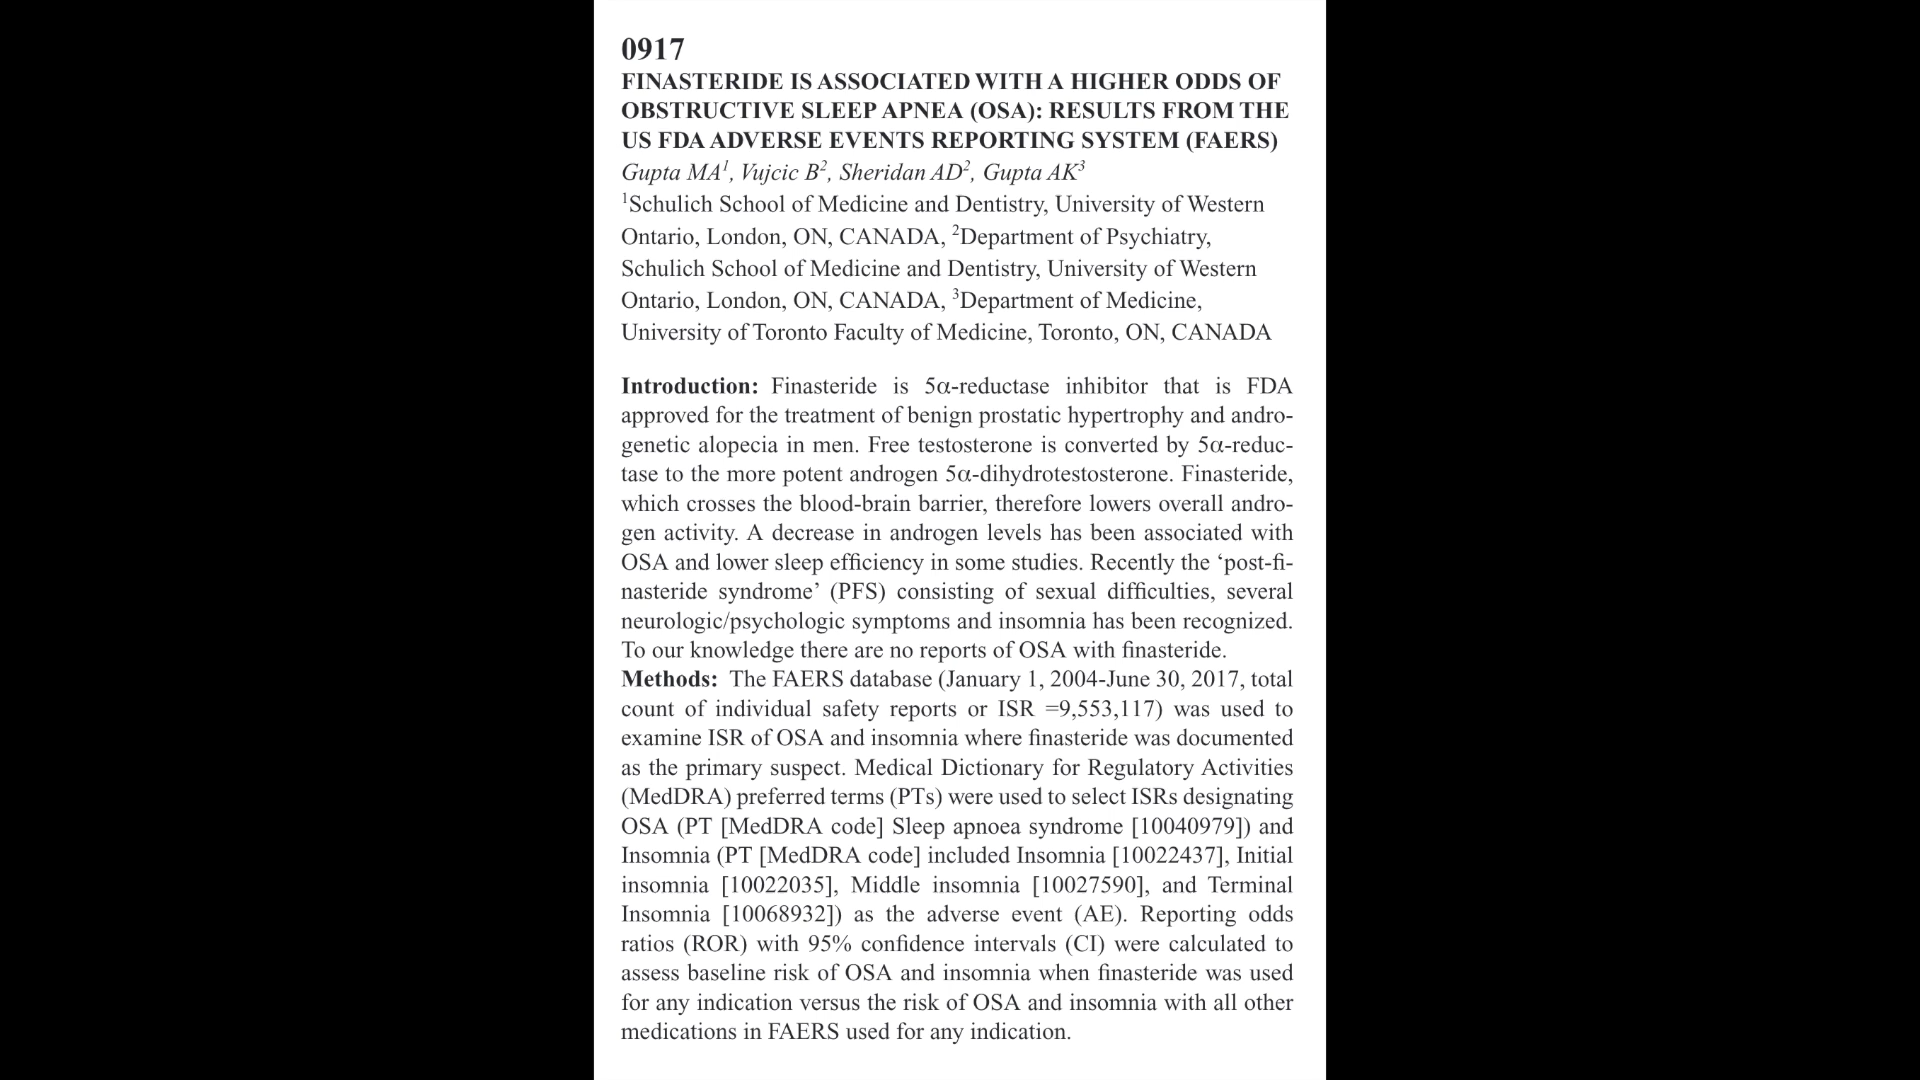 0917
FINASTERIDE IS ASSOCIATED WITH A HIGHER ODDS OF
OBSTRUCTIVE SLEEP APNEA (OSA): RESULTS FROM THE
US FDA ADVERSE EVENTS REPORTING SYSTEM (FAERS)
Gupta MA¹, Vujcic B², Sheridan AD², Gupta AK³
¹Schulich School of Medicine and Dentistry, University of Western
Ontario, London, ON, CANADA, ²Department of Psychiatry,
Schulich School of Medicine and Dentistry, University of Western
Ontario, London, ON, CANADA, ³Department of Medicine,
University of Toronto Faculty of Medicine, Toronto, ON, CANADA
Introduction: Finasteride is 5α-reductase inhibitor that is FDA
approved for the treatment of benign prostatic hypertrophy and andro-
genetic alopecia in men. Free testosterone is converted by 5α-reduc-
tase to the more potent androgen 5α-dihydrotestosterone. Finasteride,
which crosses the blood-brain barrier, therefore lowers overall andro-
gen activity. A decrease in androgen levels has been associated with
OSA and lower sleep efficiency in some studies. Recently the ‘post-fi-
nasteride syndrome’ (PFS) consisting of sexual difficulties, several
neurologic/psychologic symptoms and insomnia has been recognized.
To our knowledge there are no reports of OSA with finasteride.
Methods: The FAERS database (January 1, 2004-June 30, 2017, total
count of individual safety reports or ISR =9,553,117) was used to
examine ISR of OSA and insomnia where finasteride was documented
as the primary suspect. Medical Dictionary for Regulatory Activities
(MedDRA) preferred terms (PTs) were used to select ISRs designating
OSA (PT [MedDRA code] Sleep apnoea syndrome [10040979]) and
Insomnia (PT [MedDRA code] included Insomnia [10022437], Initial
insomnia [10022035], Middle insomnia [10027590], and Terminal
Insomnia [10068932]) as the adverse event (AE). Reporting odds
ratios (ROR) with 95% confidence intervals (CI) were calculated to
assess baseline risk of OSA and insomnia when finasteride was used
for any indication versus the risk of OSA and insomnia with all other
medications in FAERS used for any indication.